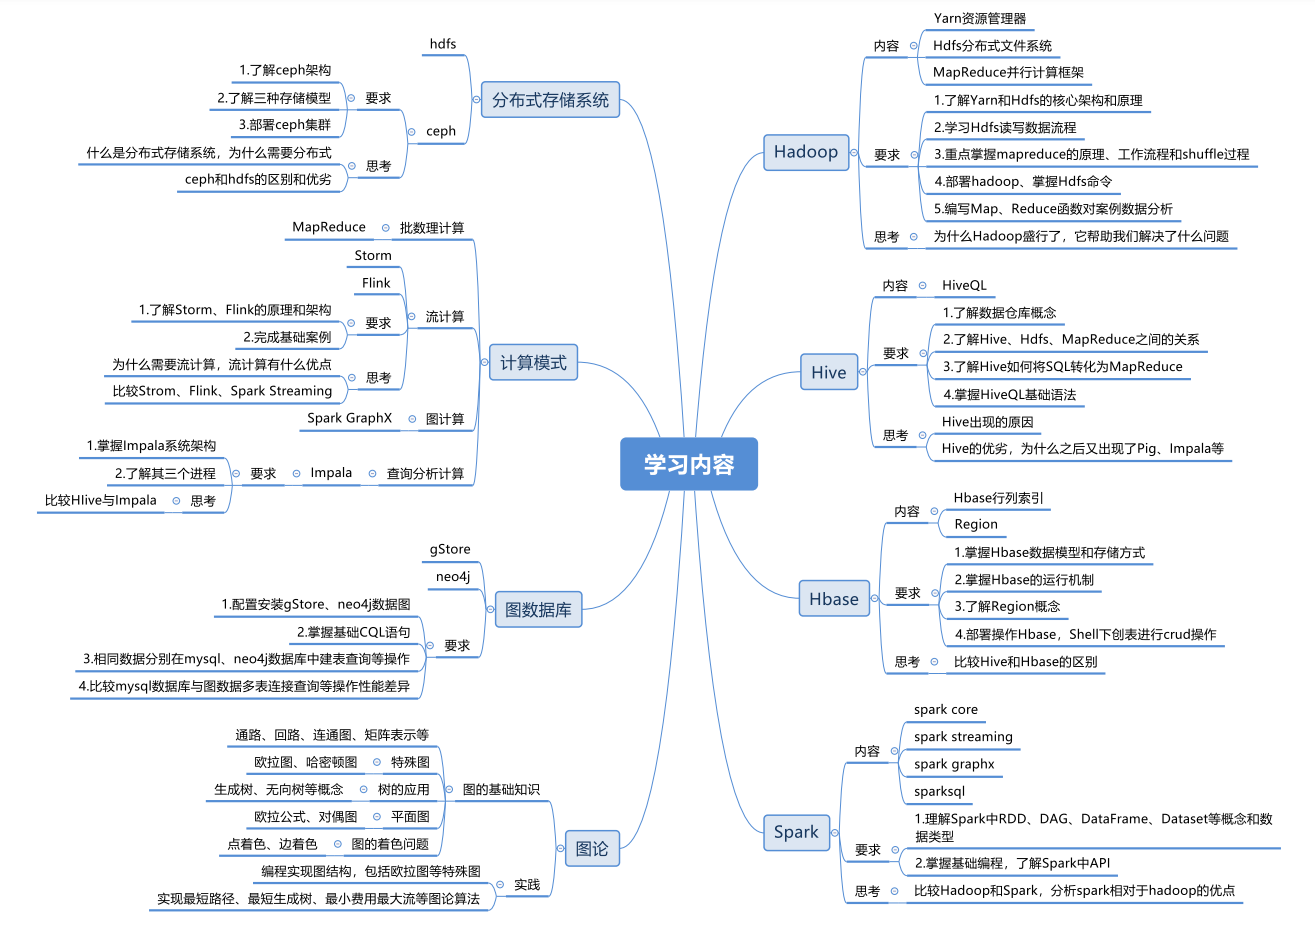 学习内容
Hadoop
内容
Yarn资源管理器
Hdfs分布式文件系统
MapReduce并行计算框架
要求
1.了解Yarn和Hdfs的核心架构和原理
2.学习Hdfs读写数据流程
3.重点掌握mapreduce的原理、工作流程和shuffle过程
4.部署hadoop、掌握Hdfs命令
5.编写Map、Reduce函数对案例数据分析
思考
为什么Hadoop盛行了，它帮助我们解决了什么问题
Hive
内容
HiveQL
要求
1.了解数据仓库概念
2.了解Hive、Hdfs、MapReduce之间的关系
3.了解Hive如何将SQL转化为MapReduce
4.掌握HiveQL基础语法
思考
Hive出现的原因
Hive的优劣，为什么之后又出现了Pig、Impala等
Hbase
内容
Hbase行列索引
Region
要求
1.掌握Hbase数据模型和存储方式
2.掌握Hbase的运行机制
3.了解Region概念
4.部署操作Hbase，Shell下创表进行crud操作
思考
比较Hive和Hbase的区别
Spark
内容
spark core
spark streaming
spark graphx
sparksql
要求
1.理解Spark中RDD、DAG、DataFrame、Dataset等概念和数
据类型
2.掌握基础编程，了解Spark中API
思考
比较Hadoop和Spark，分析spark相对于hadoop的优点
分布式存储系统
hdfs
ceph
要求
1.了解ceph架构
2.了解三种存储模型
3.部署ceph集群
思考
什么是分布式存储系统，为什么需要分布式
ceph和hdfs的区别和优劣
计算模式
批数理计算
MapReduce
流计算
Storm
Flink
要求
1.了解Storm、Flink的原理和架构
2.完成基础案例
思考
为什么需要流计算，流计算有什么优点
比较Strom、Flink、Spark Streaming
图计算
Spark GraphX
查询分析计算
Impala
要求
1.掌握Impala系统架构
2.了解其三个进程
思考
比较HIive与Impala
图数据库
gStore
neo4j
要求
1.配置安装gStore、neo4j数据图
2.掌握基础CQL语句
3.相同数据分别在mysql、neo4j数据库中建表查询等操作
4.比较mysql数据库与图数据多表连接查询等操作性能差异
图论
图的基础知识
通路、回路、连通图、矩阵表示等
特殊图
欧拉图、哈密顿图
树的应用
生成树、无向树等概念
平面图
欧拉公式、对偶图
图的着色问题
点着色、边着色
实践
编程实现图结构，包括欧拉图等特殊图
实现最短路径、最短生成树、最小费用最大流等图论算法